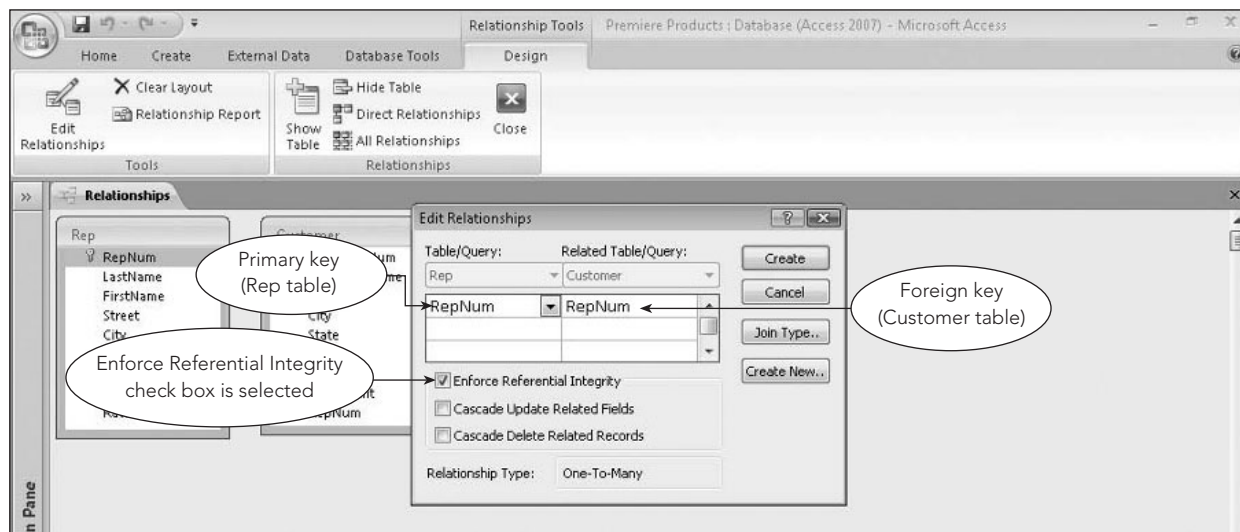 Relationship Tools
Premiere Products : Database (Access 2007) - Microsoft Access
Home Create External Data Database Tools Design
Edit Relationships
Clear Layout
Relationship Report
Tools
Show Table
Hide Table
Direct Relationships
All Relationships
Close
Relationships
Relationships
Rep
RepNum
LastName
FirstName
Street
City
Customer
City
State
RepNum
Primary key
(Rep table)
Enforce Referential Integrity
check box is selected
Edit Relationships
Table/Query: Related Table/Query:
Rep Customer
RepNum RepNum
Enforce Referential Integrity
Cascade Update Related Fields
Cascade Delete Related Records
Relationship Type: One-To-Many
Create
Cancel
Join Type..
Create New..
Foreign key
(Customer table)